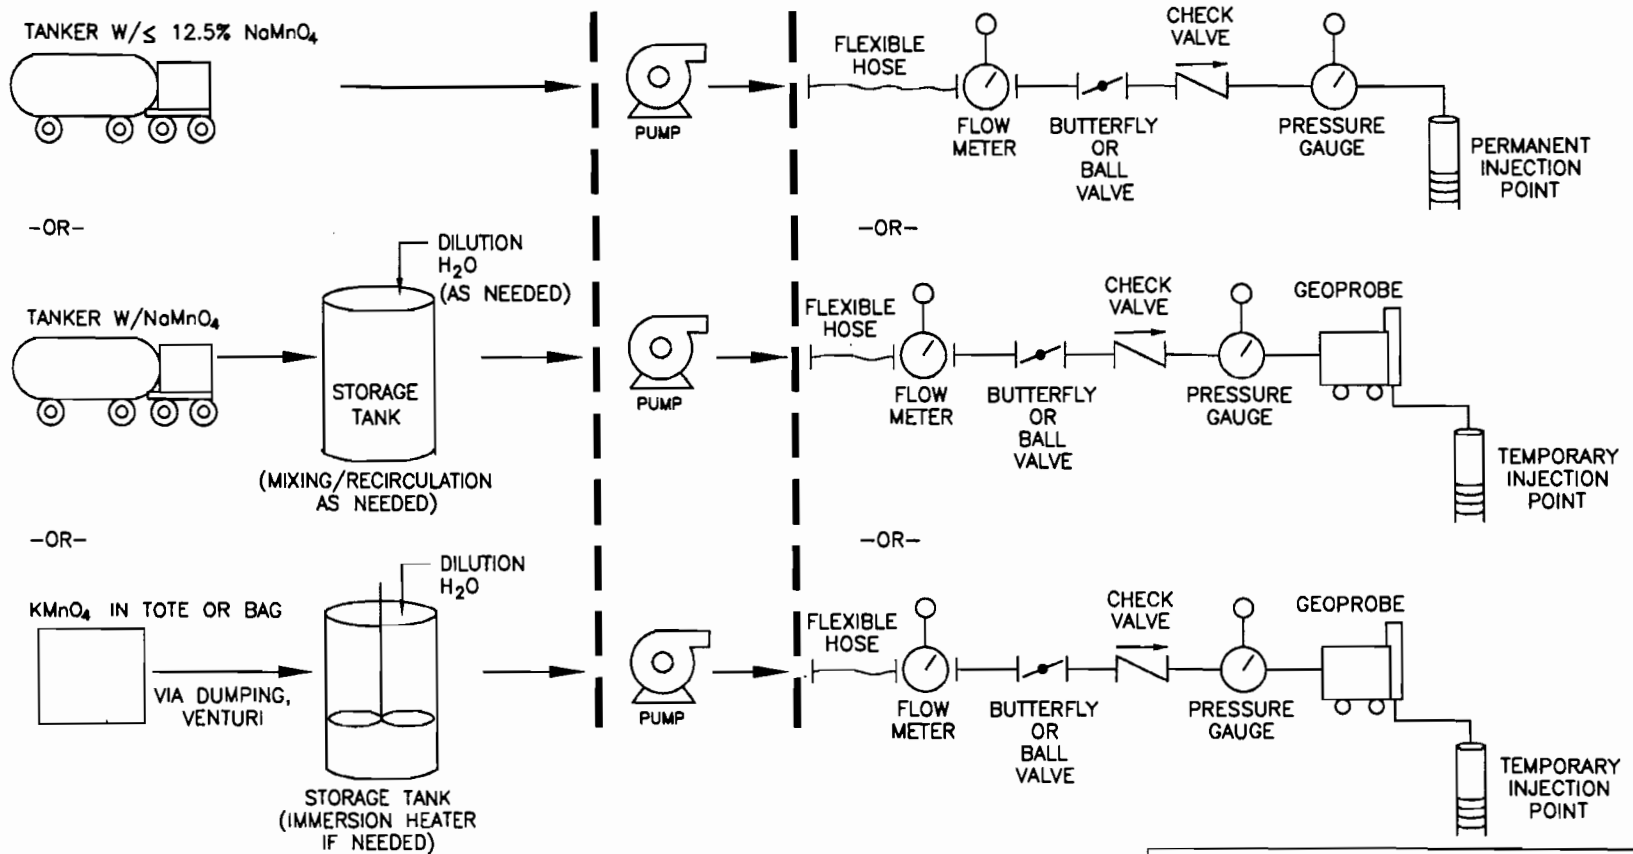 TANKER W/≤ 12.5% NaMnO₄
PUMP
FLEXIBLE
HOSE
FLOW
METER
BUTTERFLY
OR
BALL
VALVE
CHECK
VALVE
PRESSURE
GAUGE
PERMANENT
INJECTION
POINT
-OR-
-OR-
TANKER W/NaMnO₄
DILUTION
H₂O
(AS NEEDED)
STORAGE
TANK
(MIXING/RECIRCULATION
AS NEEDED)
PUMP
FLEXIBLE
HOSE
FLOW
METER
BUTTERFLY
OR
BALL
VALVE
CHECK
VALVE
PRESSURE
GAUGE
GEOPROBE
TEMPORARY
INJECTION
POINT
-OR-
-OR-
KMnO₄ IN TOTE OR BAG
VIA DUMPING,
VENTURI
DILUTION
H₂O
STORAGE TANK
(IMMERSION HEATER
IF NEEDED)
PUMP
FLEXIBLE
HOSE
FLOW
METER
BUTTERFLY
OR
BALL
VALVE
CHECK
VALVE
PRESSURE
GAUGE
GEOPROBE
TEMPORARY
INJECTION
POINT